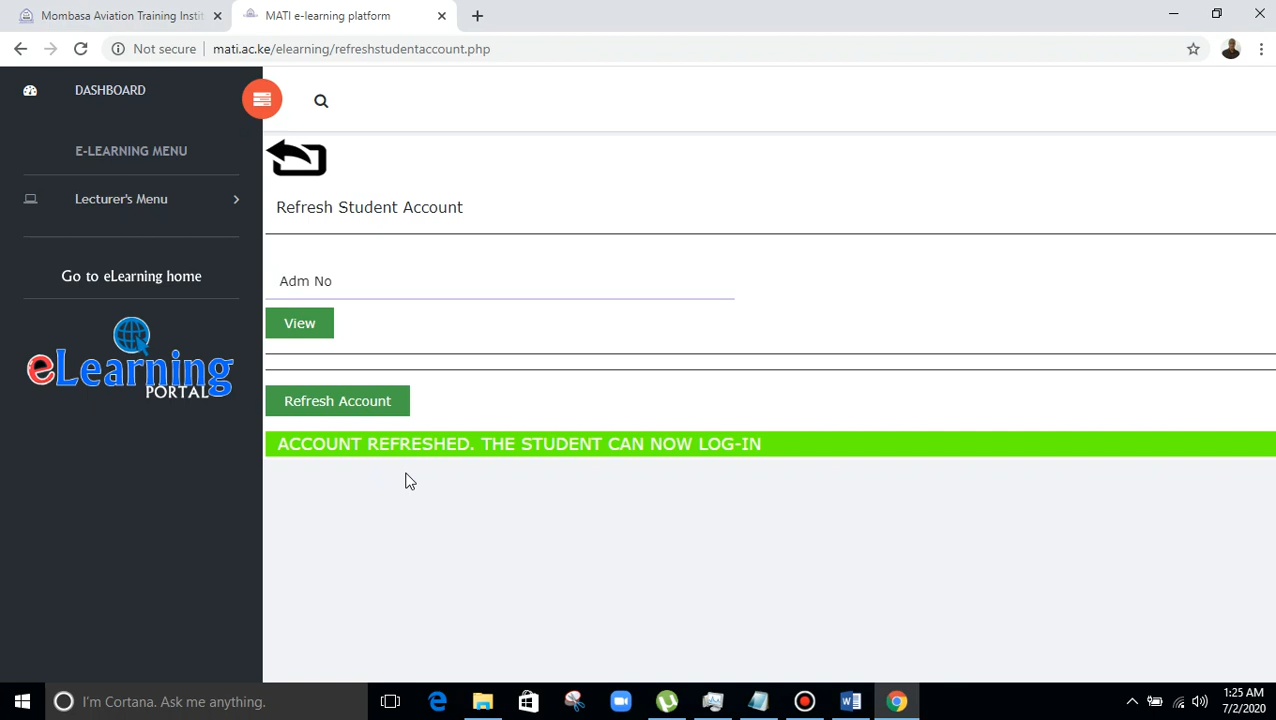 Mombasa Aviation Training Instit
MATI e-learning platform
Not secure
mati.ac.ke/elearning/refreshstudentaccount.php
DASHBOARD
E-LEARNING MENU
Lecturer's Menu
Go to eLearning home
eLearning
PORTAL
Refresh Student Account
Adm No
View
Refresh Account
ACCOUNT REFRESHED. THE STUDENT CAN NOW LOG-IN
I'm Cortana. Ask me anything.
1:25 AM
7/2/2020